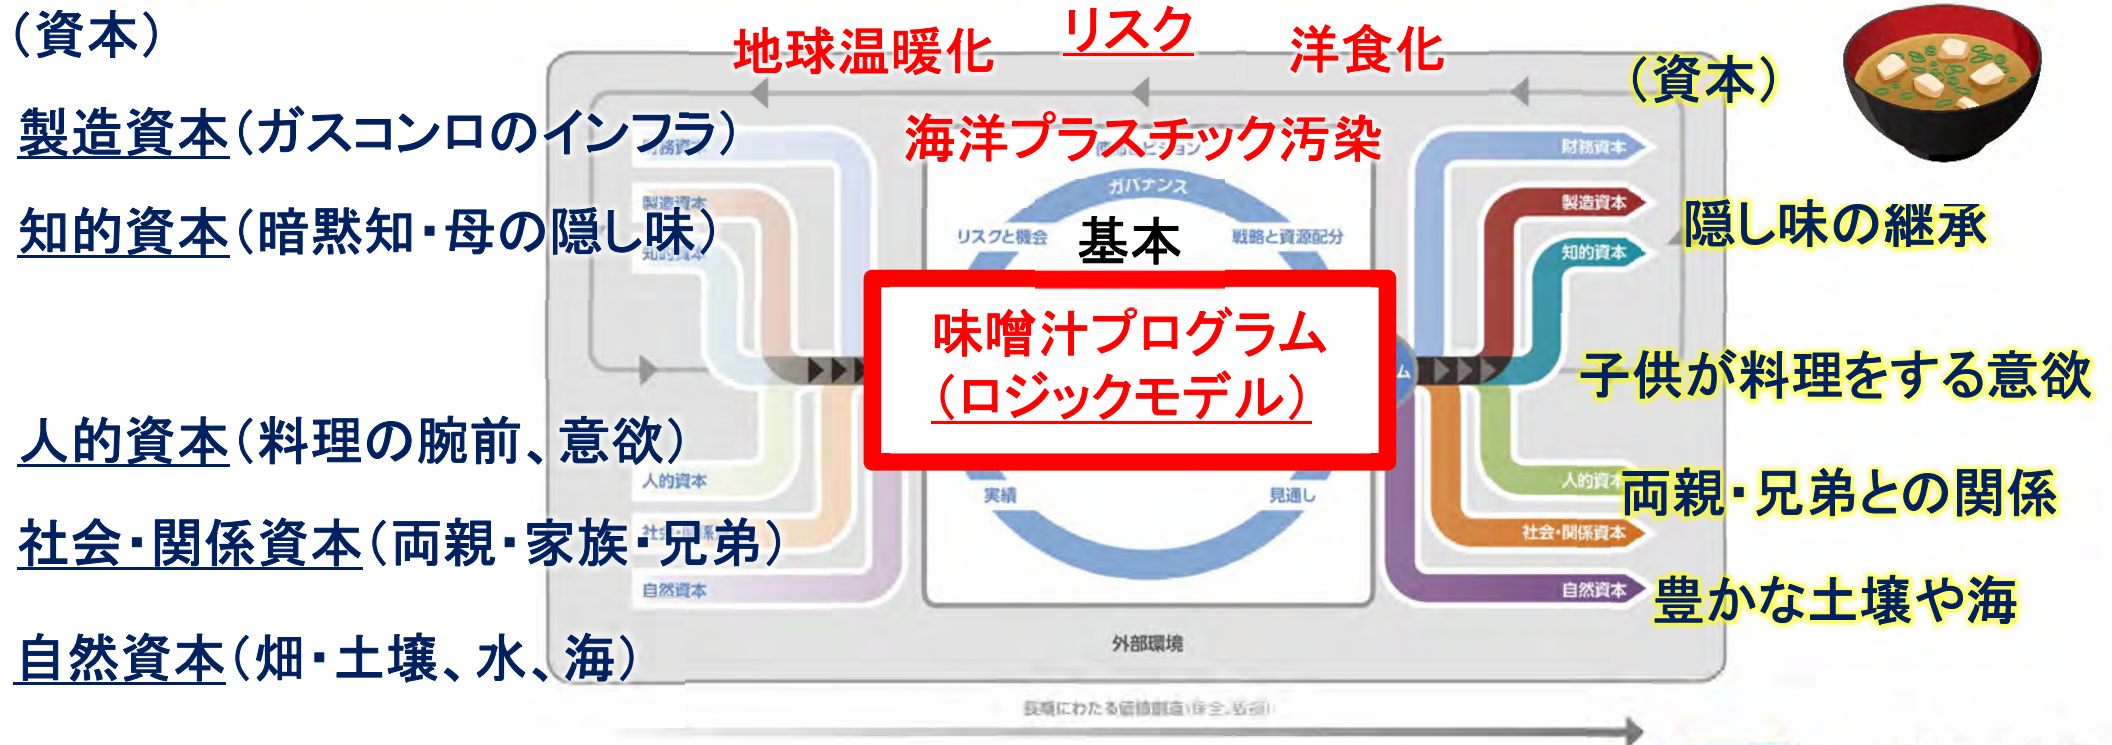 (資本)
リスク
地球温暖化
洋食化
(資本)
製造資本(ガスコンロのインフラ)
海洋プラスチック汚染
財務資本
ガバナンス
製造資本
製造資本
知的資本(暗黙知・母の隠し味)
隠し味の継承
リスクと機会
基本
戦略と資源配分
知的資本
味噌汁プログラム
(ロジックモデル)
子供が料理をする意欲
人的資本(料理の腕前、意欲)
人的資本
人的資本
両親・兄弟との関係
実績
見通し
社会・関係資本(両親・家族・兄弟)
社会・関係資本
自然資本
自然資本
豊かな土壌や海
自然資本(畑・土壌、水、海)
外部環境